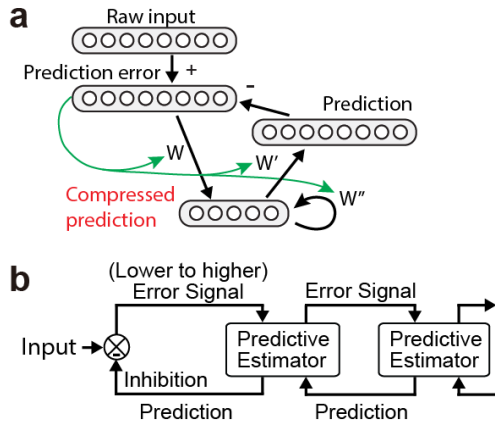 a
Raw input
Prediction error
+
-
Prediction
W
W'
W"
Compressed
prediction
b
(Lower to higher)
Error Signal
Error Signal
Input
-
Predictive
Estimator
Predictive
Estimator
Inhibition
Prediction
Prediction